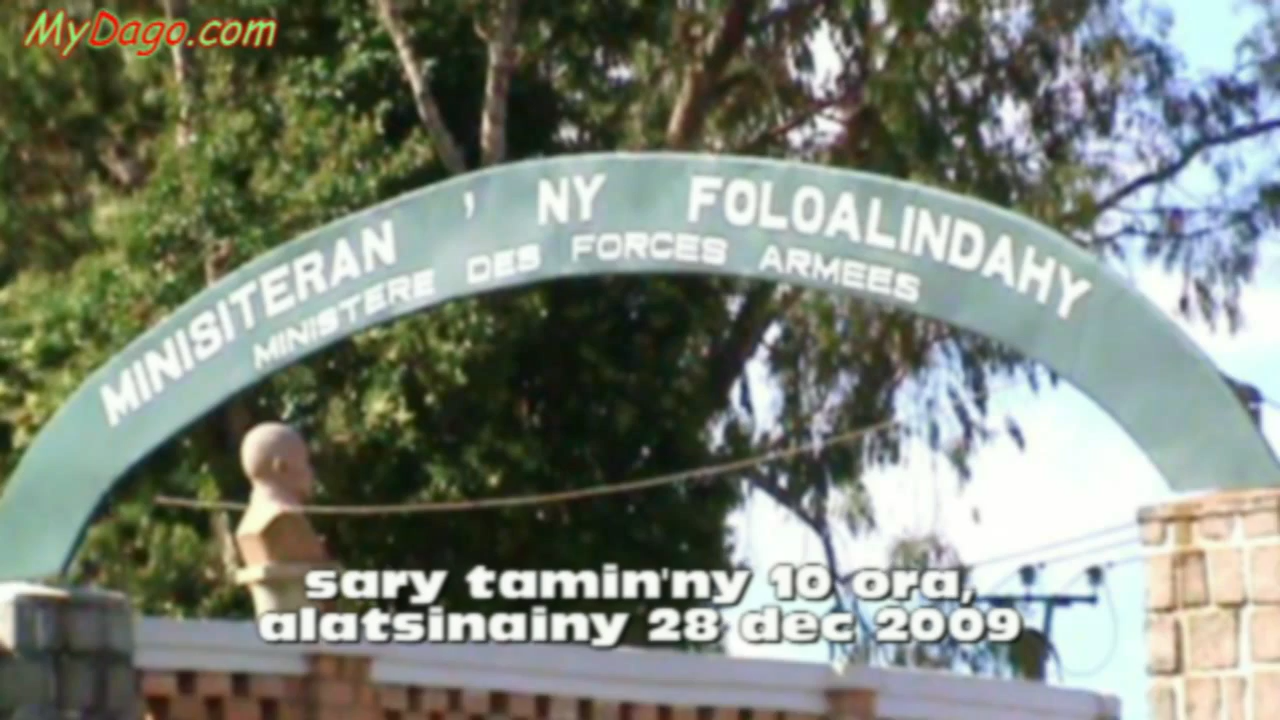 MyDago.com
MINISITERAN ' NY FOLOALINDAHY
MINISTERE DES FORCES ARMEES
sary tamin'ny 10 ora,
alatsinainy 28 dec 2009